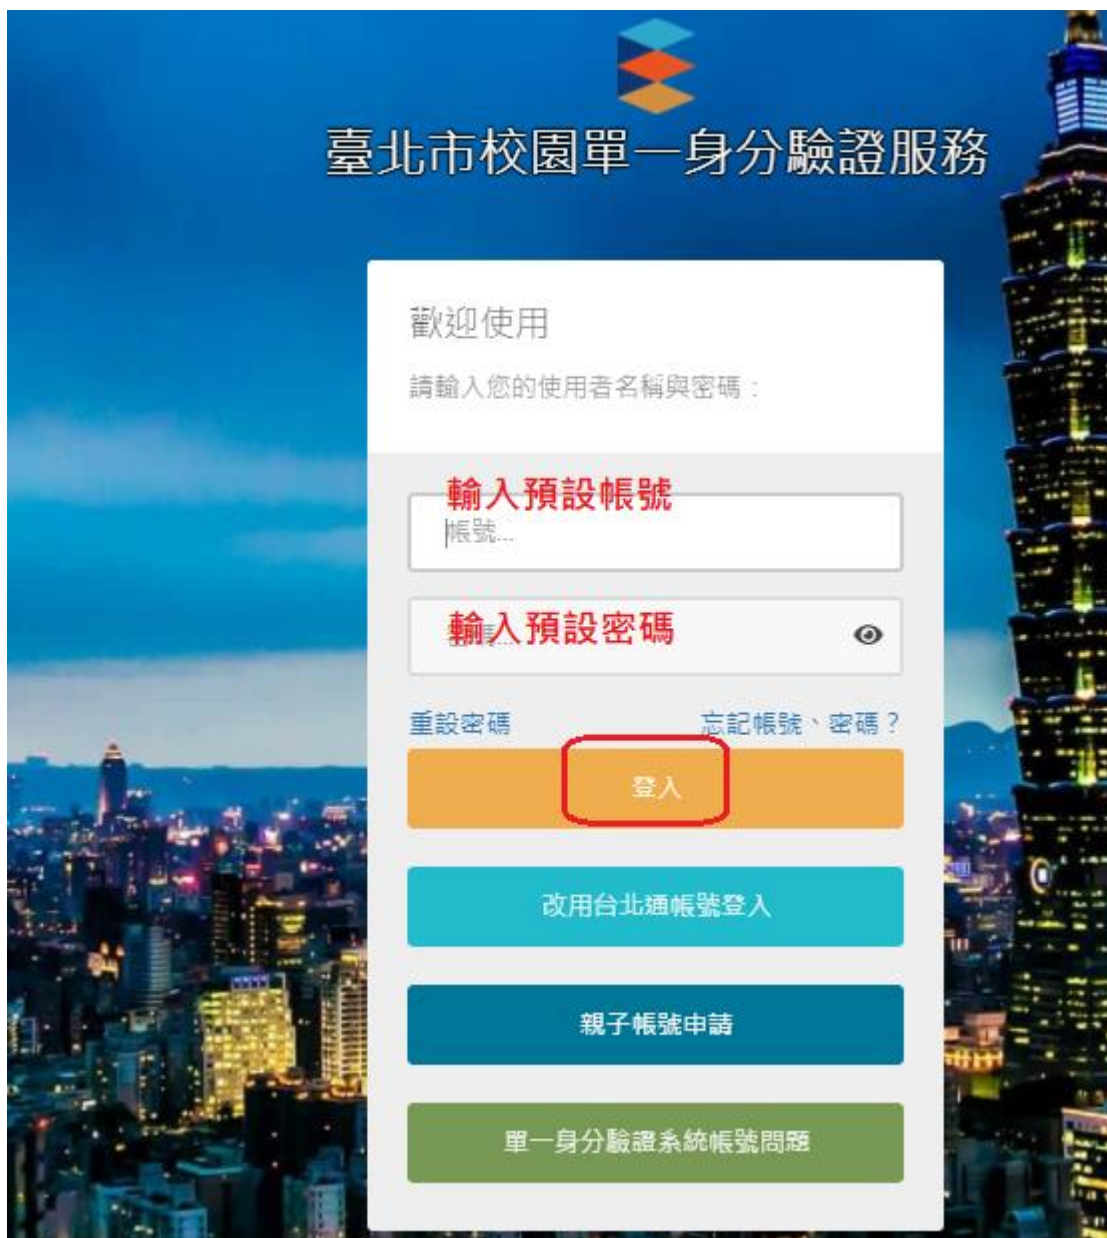 臺北市校園單一身分驗證服務
歡迎使用
請輸入您的使用者名稱與密碼：
輸入預設帳號
帳號...
輸入預設密碼
重設密碼
忘記帳號、密碼？
登入
改用台北通帳號登入
親子帳號申請
單一身分驗證系統帳號問題